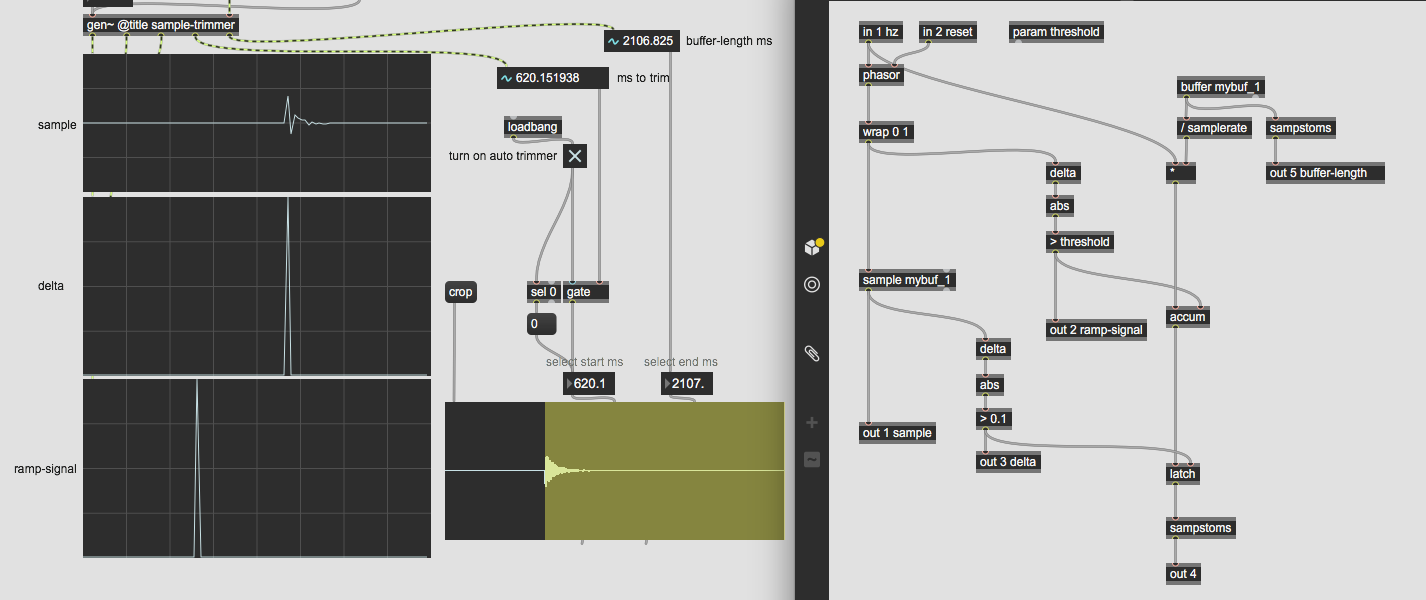 gen~ @title sample-trimmer
2106.825
buffer-length ms
620.151938
ms to trim
sample
loadbang
turn on auto trimmer
delta
crop
sel 0
gate
0
select start ms
select end ms
620.1
2107.
ramp-signal
in 1 hz
in 2 reset
param threshold
phasor
buffer mybuf_1
wrap 0 1
/ samplerate
sampstoms
delta
*
out 5 buffer-length
abs
> threshold
sample mybuf_1
accum
out 2 ramp-signal
delta
abs
> 0.1
out 1 sample
out 3 delta
latch
sampstoms
out 4